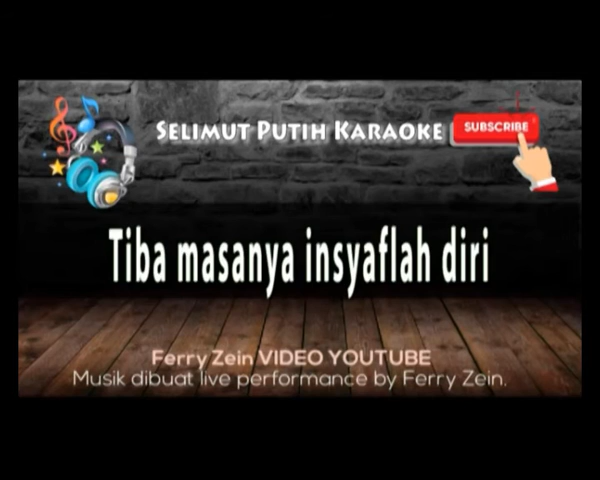 SELIMUT PUTIH KARAOKE
SUBSCRIBE
Tiba masanya insyaflah diri
Ferry Zein VIDEO YOUTUBE
Musik dibuat live performance by Ferry Zein.